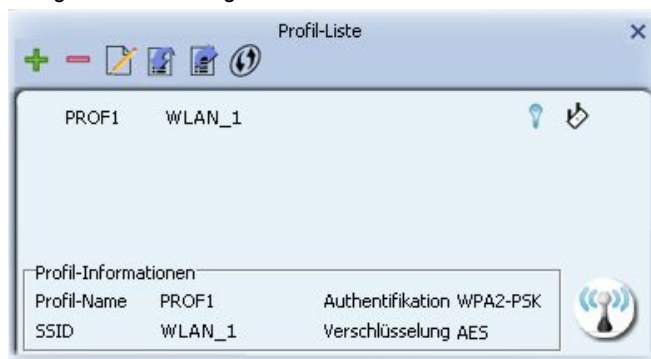 Profil-Liste
PROF1 WLAN_1
Profil-Informationen
Profil-Name PROF1 Authentifikation WPA2-PSK
SSID WLAN_1 Verschlüsselung AES